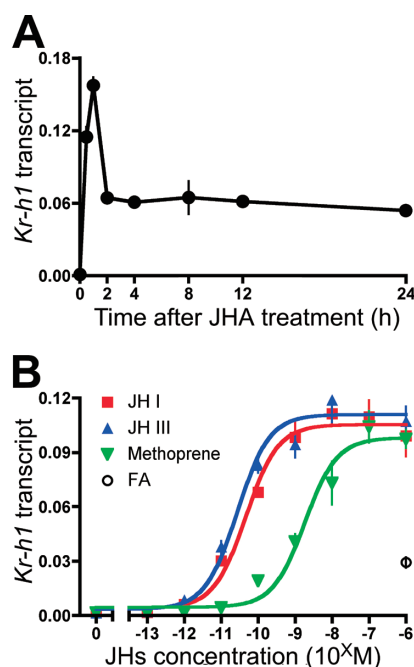 A
0.18
0.12
0.06
0.00
Kr-h1 transcript
0 2 4 8 12 24
Time after JHA treatment (h)
B
0.12
0.09
0.06
0.03
0.00
Kr-h1 transcript
JH I
JH III
Methoprene
FA
0 -13 -12 -11 -10 -9 -8 -7 -6
JHs concentration (10^XM)